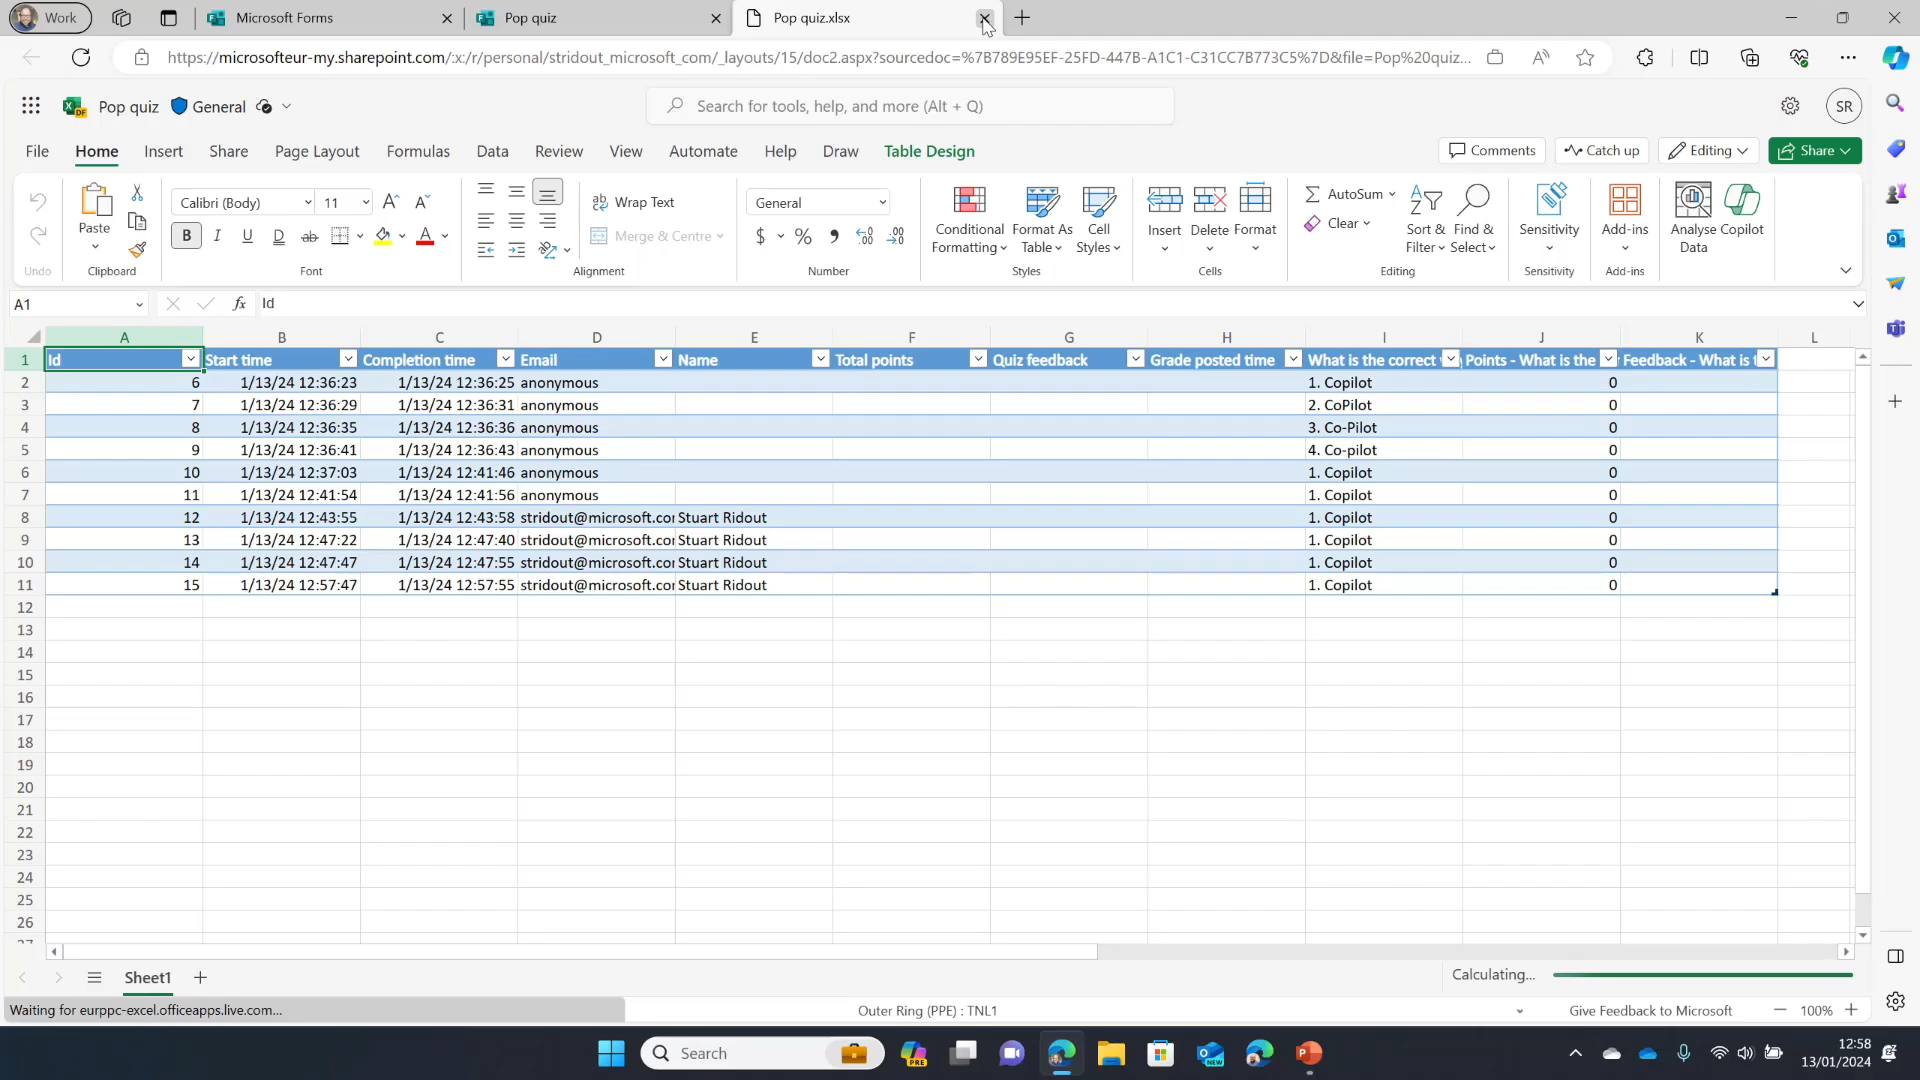 Work
Microsoft Forms
Pop quiz
Pop quiz.xlsx
https://microsofteur-my.sharepoint.com/:x:/r/personal/stridout_microsoft_com/_layouts/15/doc2.aspx?sourcedoc=%7B789E95EF-25FD-447B-A1C1-C31CC7B773C5%7D&file=Pop%20quiz...
Pop quiz General
Search for tools, help, and more (Alt + Q)
SR
File Home Insert Share Page Layout Formulas Data Review View Automate Help Draw Table Design
Comments Catch up Editing Share
Undo
Paste
Clipboard
Calibri (Body) 11
B I U D ab A
Font
Wrap Text
Merge & Centre
Alignment
General
$ % 9
Number
Conditional Formatting
Format As Table
Cell Styles
Styles
Insert Delete Format
Cells
AutoSum
Clear
Sort & Filter
Find & Select
Editing
Sensitivity
Sensitivity
Add-ins
Add-ins
Analyse Data
Copilot
A1 fx Id
A B C D E F G H I J K L
1 Id Start time Completion time Email Name Total points Quiz feedback Grade posted time What is the correct Points - What is the Feedback - What is
2 6 1/13/24 12:36:23 1/13/24 12:36:25 anonymous 1. Copilot 0
3 7 1/13/24 12:36:29 1/13/24 12:36:31 anonymous 2. CoPilot 0
4 8 1/13/24 12:36:35 1/13/24 12:36:36 anonymous 3. Co-Pilot 0
5 9 1/13/24 12:36:41 1/13/24 12:36:43 anonymous 4. Co-pilot 0
6 10 1/13/24 12:37:03 1/13/24 12:41:46 anonymous 1. Copilot 0
7 11 1/13/24 12:41:54 1/13/24 12:41:56 anonymous 1. Copilot 0
8 12 1/13/24 12:43:55 1/13/24 12:43:58 stridout@microsoft.cor Stuart Ridout 1. Copilot 0
9 13 1/13/24 12:47:22 1/13/24 12:47:40 stridout@microsoft.cor Stuart Ridout 1. Copilot 0
10 14 1/13/24 12:47:47 1/13/24 12:47:55 stridout@microsoft.cor Stuart Ridout 1. Copilot 0
11 15 1/13/24 12:57:47 1/13/24 12:57:55 stridout@microsoft.cor Stuart Ridout 1. Copilot 0
12
13
14
15
16
17
18
19
20
21
22
23
24
25
26
27
Sheet1
Calculating...
Waiting for eurppc-excel.officeapps.live.com...
Outer Ring (PPE) : TNL1
Give Feedback to Microsoft
100%
Search
PRE
NEW
12:58
13/01/2024